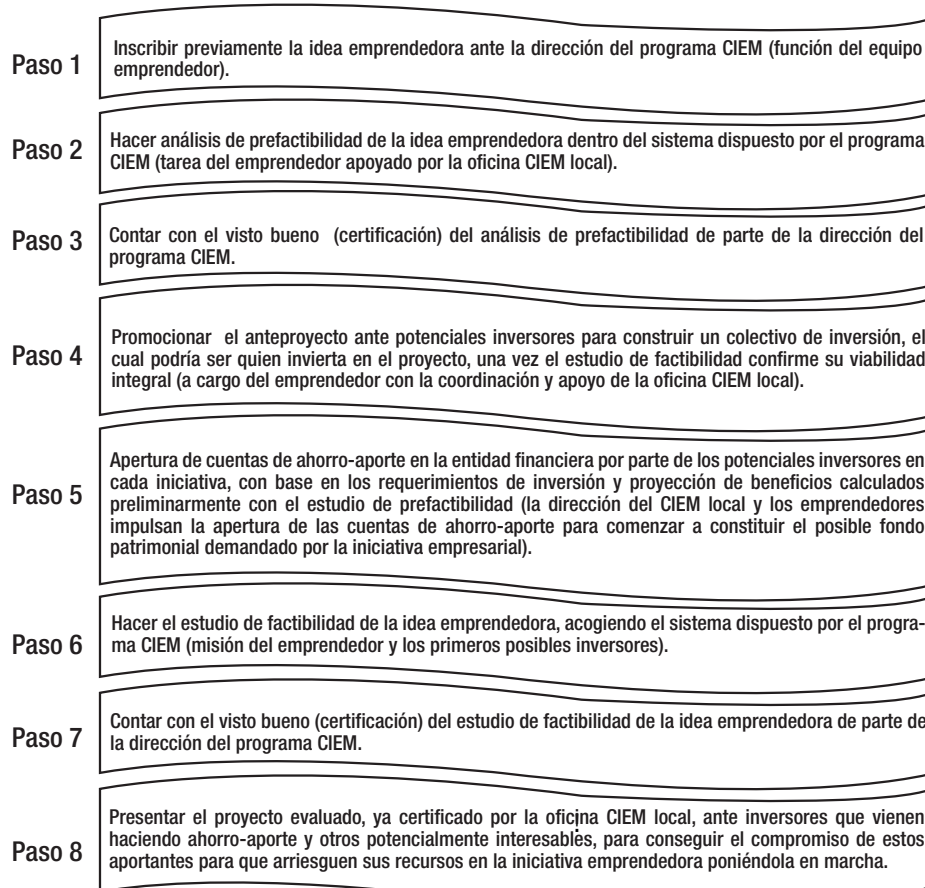 Paso 1
Inscribir previamente la idea emprendedora ante la dirección del programa CIEM (función del equipo
emprendedor).
Paso 2
Hacer análisis de prefactibilidad de la idea emprendedora dentro del sistema dispuesto por el programa
CIEM (tarea del emprendedor apoyado por la oficina CIEM local).
Paso 3
Contar con el visto bueno (certificación) del análisis de prefactibilidad de parte de la dirección del
programa CIEM.
Paso 4
Promocionar el anteproyecto ante potenciales inversores para construir un colectivo de inversión, el
cual podría ser quien invierta en el proyecto, una vez el estudio de factibilidad confirme su viabilidad
integral (a cargo del emprendedor con la coordinación y apoyo de la oficina CIEM local).
Paso 5
Apertura de cuentas de ahorro-aporte en la entidad financiera por parte de los potenciales inversores en
cada iniciativa, con base en los requerimientos de inversión y proyección de beneficios calculados
preliminarmente con el estudio de prefactibilidad (la dirección del CIEM local y los emprendedores
impulsan la apertura de las cuentas de ahorro-aporte para comenzar a constituir el posible fondo
patrimonial demandado por la iniciativa empresarial).
Paso 6
Hacer el estudio de factibilidad de la idea emprendedora, acogiendo el sistema dispuesto por el progra-
ma CIEM (misión del emprendedor y los primeros posibles inversores).
Paso 7
Contar con el visto bueno (certificación) del estudio de factibilidad de la idea emprendedora de parte de
la dirección del programa CIEM.
Paso 8
Presentar el proyecto evaluado, ya certificado por la oficina CIEM local, ante inversores que vienen
haciendo ahorro-aporte y otros potencialmente interesables, para conseguir el compromiso de estos
aportantes para que arriesguen sus recursos en la iniciativa emprendedora poniéndola en marcha.